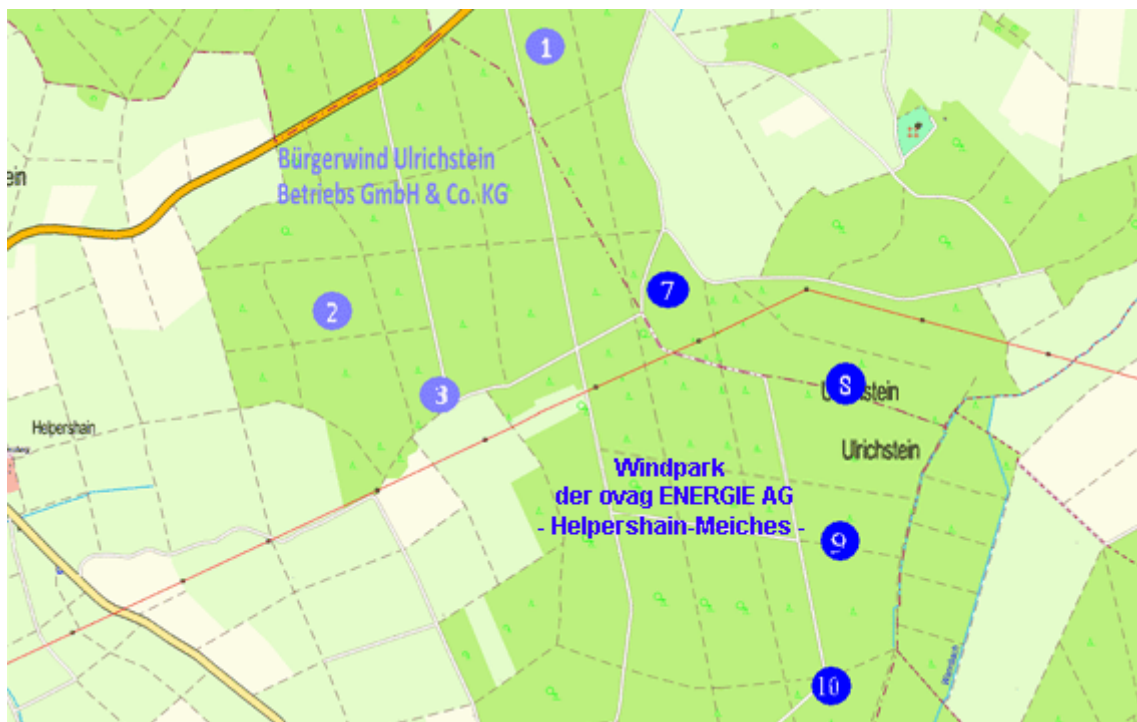 1
Bürgerwind Ulrichstein
Betriebs GmbH & Co. KG
ein
7
2
3
8
Ulrichstein
Helpershain
Ulrichstein
Windpark
der ovag ENERGIE AG
- Helpershain-Meiches -
9
10